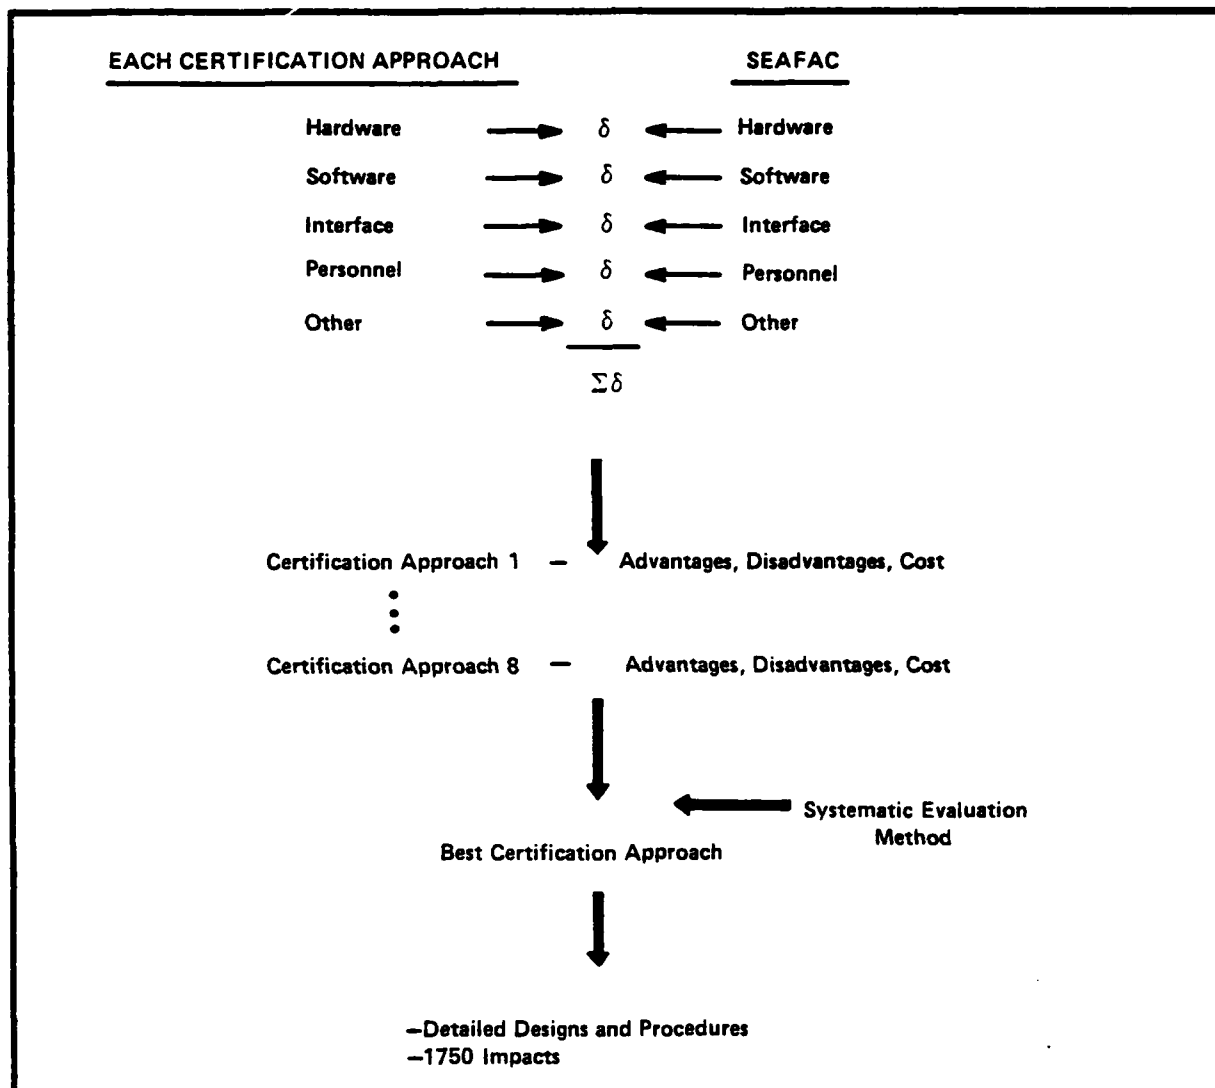 EACH CERTIFICATION APPROACH SEAFAC
Hardware δ Hardware
Software δ Software
Interface δ Interface
Personnel δ Personnel
Other δ Other
Σδ
Certification Approach 1 – Advantages, Disadvantages, Cost
Certification Approach 8 – Advantages, Disadvantages, Cost
Systematic Evaluation
Method
Best Certification Approach
–Detailed Designs and Procedures
–1750 Impacts